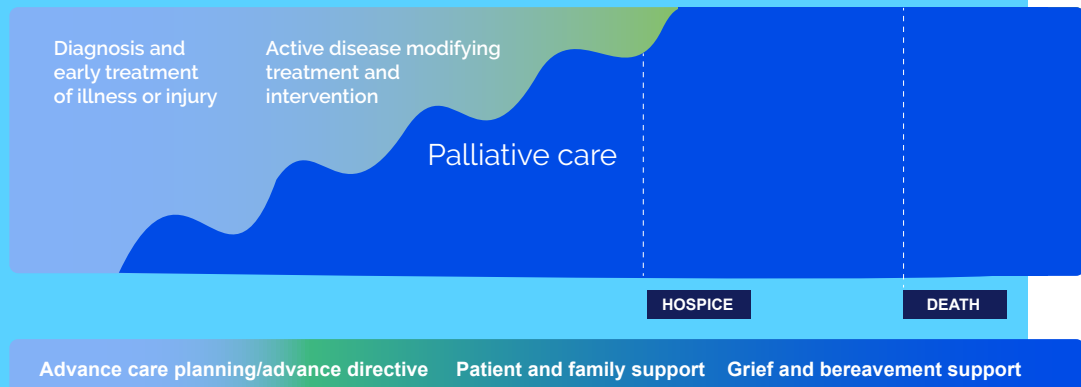 Diagnosis and
early treatment
of illness or injury
Active disease modifying
treatment and
intervention
Palliative care
HOSPICE
DEATH
Advance care planning/advance directive
Patient and family support
Grief and bereavement support